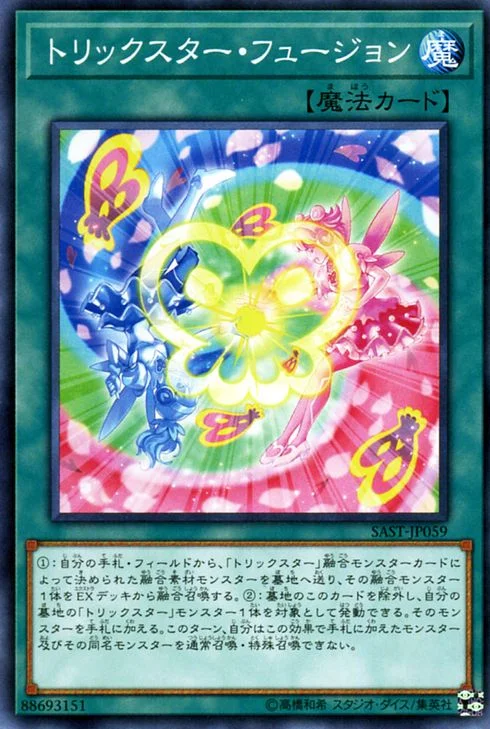 トリックスター・フュージョン
魔
【魔法カード】
SAST-JP059
①:自分の手札・フィールドから、「トリックスター」融合モンスターカードに
よって決められた融合素材モンスターを墓地へ送り、その融合モンスター
1体をEXデッキから融合召喚する。②:墓地のこのカードを除外し、自分の
墓地の「トリックスター」モンスター1体を対象として発動できる。そのモン
スターを手札に加える。このターン、自分はこの効果で手札に加えたモンスター
及びその同名モンスターを通常召喚・特殊召喚できない。
88693151
©高橋和希 スタジオ・ダイス/集英社